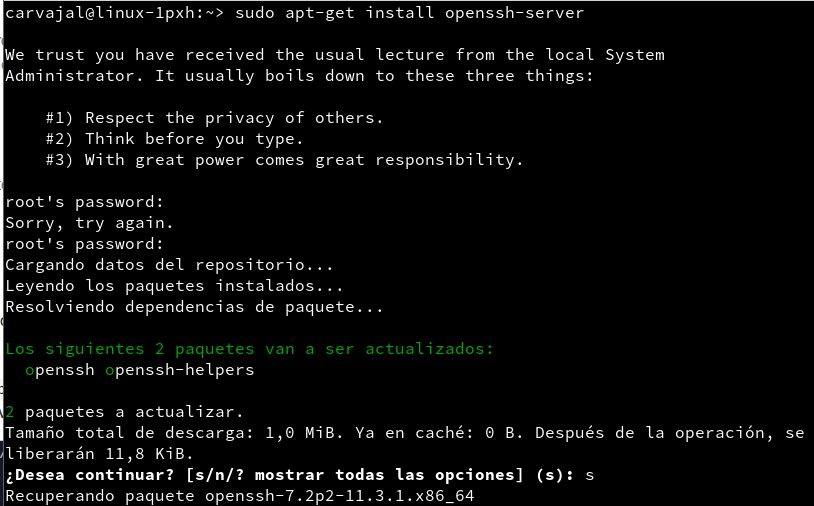 carvajal@linux-1pxh:~> sudo apt-get install openssh-server
We trust you have received the usual lecture from the local System
Administrator. It usually boils down to these three things:
#1) Respect the privacy of others.
#2) Think before you type.
#3) With great power comes great responsibility.
root's password:
Sorry, try again.
root's password:
Cargando datos del repositorio...
Leyendo los paquetes instalados...
Resolviendo dependencias de paquete...
Los siguientes 2 paquetes van a ser actualizados:
openssh openssh-helpers
2 paquetes a actualizar.
Tamaño total de descarga: 1,0 MiB. Ya en caché: 0 B. Después de la operación, se
liberarán 11,8 KiB.
¿Desea continuar? [s/n/? mostrar todas las opciones] (s): s
Recuperando paquete openssh-7.2p2-11.3.1.x86_64